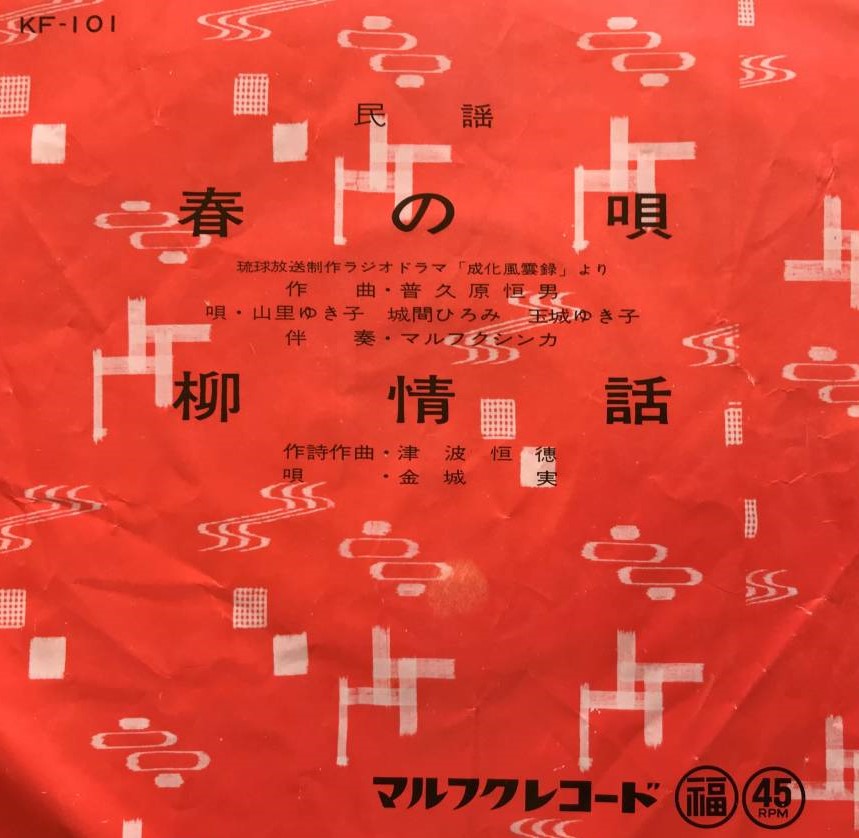 KF-101
民謡
春の唄
琉球放送制作ラジオドラマ「成化風雲録」より
作曲・普久原恒男
唄・山里ゆき子 城間ひろみ 玉城ゆき子
伴奏・マルフクシンカ
柳情話
作詩作曲・津波恒徳
唄・金城実
マルフクレコード 福 45 RPM